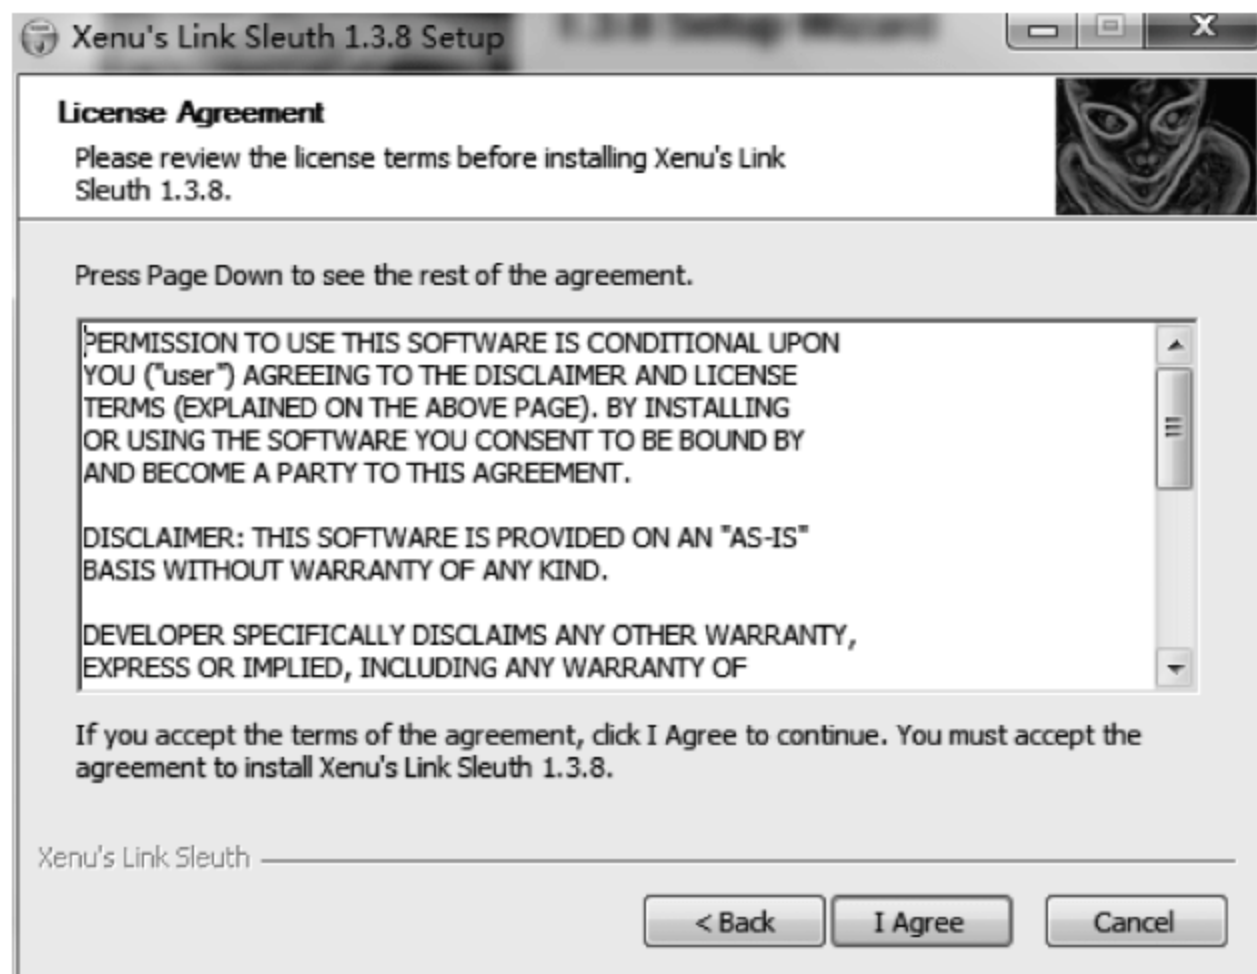 Xenu's Link Sleuth 1.3.8 Setup
1.3.8 Setup Wizard
License Agreement
Please review the license terms before installing Xenu's Link
Sleuth 1.3.8.
Press Page Down to see the rest of the agreement.
PERMISSION TO USE THIS SOFTWARE IS CONDITIONAL UPON
YOU ("user") AGREEING TO THE DISCLAIMER AND LICENSE
TERMS (EXPLAINED ON THE ABOVE PAGE). BY INSTALLING
OR USING THE SOFTWARE YOU CONSENT TO BE BOUND BY
AND BECOME A PARTY TO THIS AGREEMENT.
DISCLAIMER: THIS SOFTWARE IS PROVIDED ON AN "AS-IS"
BASIS WITHOUT WARRANTY OF ANY KIND.
DEVELOPER SPECIFICALLY DISCLAIMS ANY OTHER WARRANTY,
EXPRESS OR IMPLIED, INCLUDING ANY WARRANTY OF
If you accept the terms of the agreement, click I Agree to continue. You must accept the
agreement to install Xenu's Link Sleuth 1.3.8.
Xenu's Link Sleuth
< Back
I Agree
Cancel